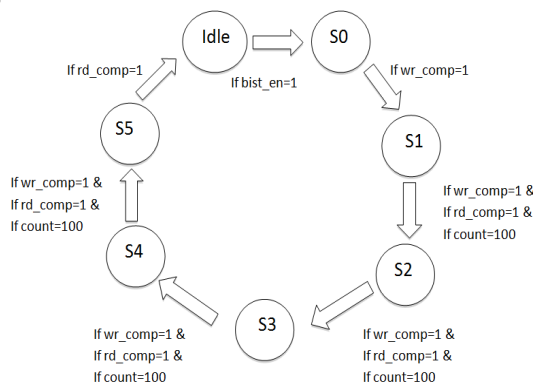 Idle
S0
If rd_comp=1
If bist_en=1
If wr_comp=1
S5
S1
If wr_comp=1 &
If rd_comp=1 &
If count=100
If wr_comp=1 &
If rd_comp=1 &
If count=100
S4
S2
S3
If wr_comp=1 &
If rd_comp=1 &
If count=100
If wr_comp=1 &
If rd_comp=1 &
If count=100